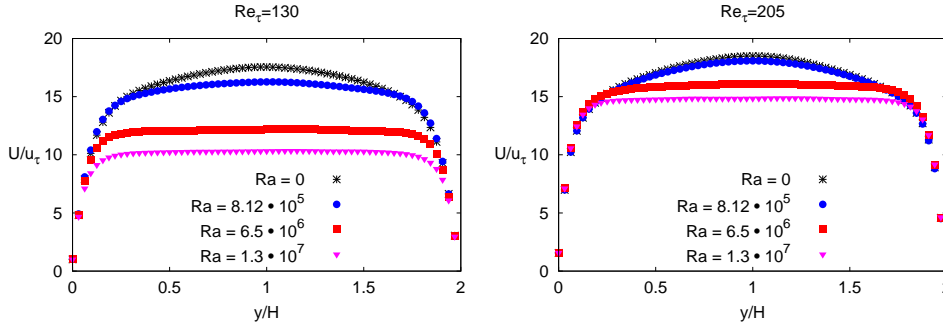 Re_τ=130
20
15
10
5
0
U/u_τ
Ra = 0
Ra = 8.12 • 10^5
Ra = 6.5 • 10^6
Ra = 1.3 • 10^7
0 0.5 1 1.5 2
y/H
Re_τ=205
20
15
10
5
0
U/u_τ
Ra = 0
Ra = 8.12 • 10^5
Ra = 6.5 • 10^6
Ra = 1.3 • 10^7
0 0.5 1 1.5 2
y/H